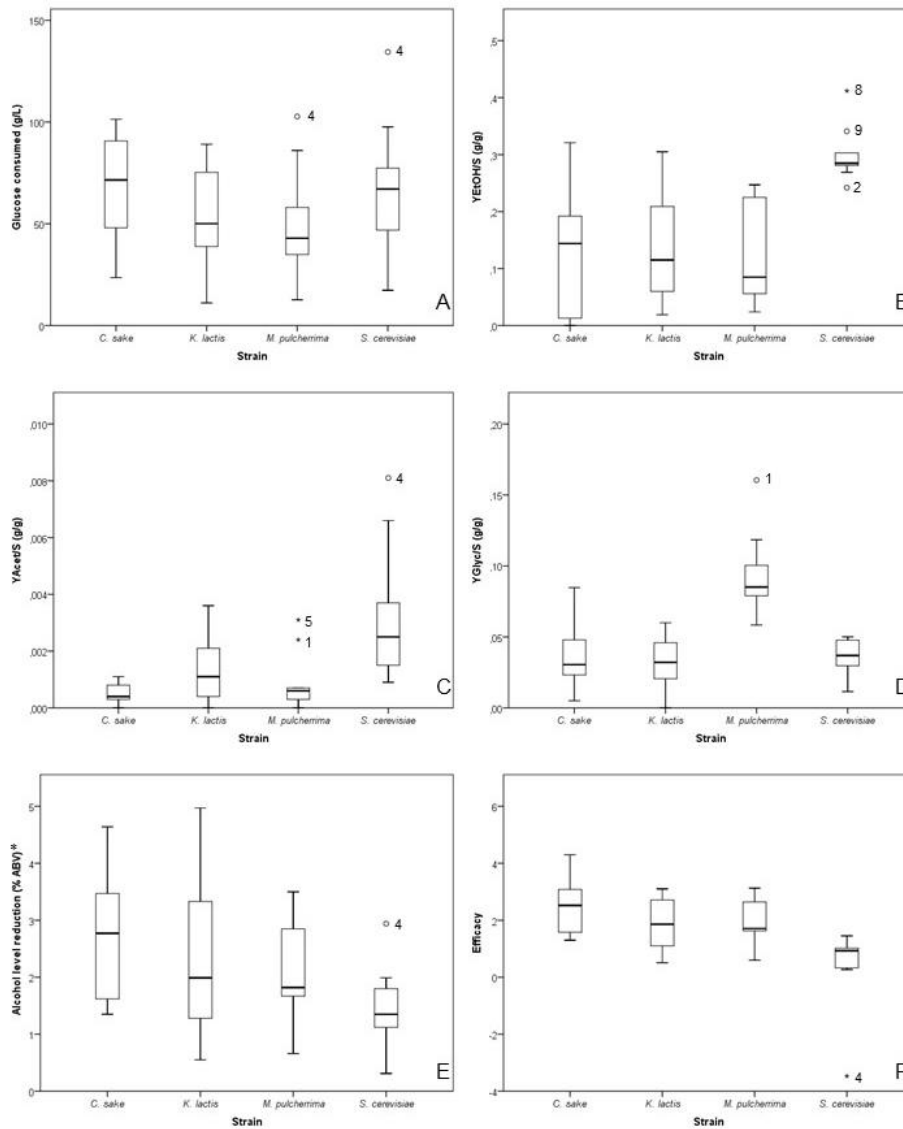 Glucose consumed (g/L)
150
4
4
100
50
0
A
C. sake K. lactis M. pulcherrima S. cerevisiae
Strain
YEtOH/S (g/g)
,5
,4
8
9
,3
2
,2
,1
,0
C. sake K. lactis M. pulcherrima S. cerevisiae
Strain
YAcet/S (g/g)
,010
,008
4
,006
,004
5
1
,002
,000
C
C. sake K. lactis M. pulcherrima S. cerevisiae
Strain
YGlyc/S (g/g)
,20
,15
1
,10
,05
,00
D
C. sake K. lactis M. pulcherrima S. cerevisiae
Strain
Alcohol level reduction (% ABV)*
5
4
3
4
2
1
0
E
C. sake K. lactis M. pulcherrima S. cerevisiae
Strain
Efficacy
6
4
2
0
-2
4
-4
C. sake K. lactis M. pulcherrima S. cerevisiae
Strain